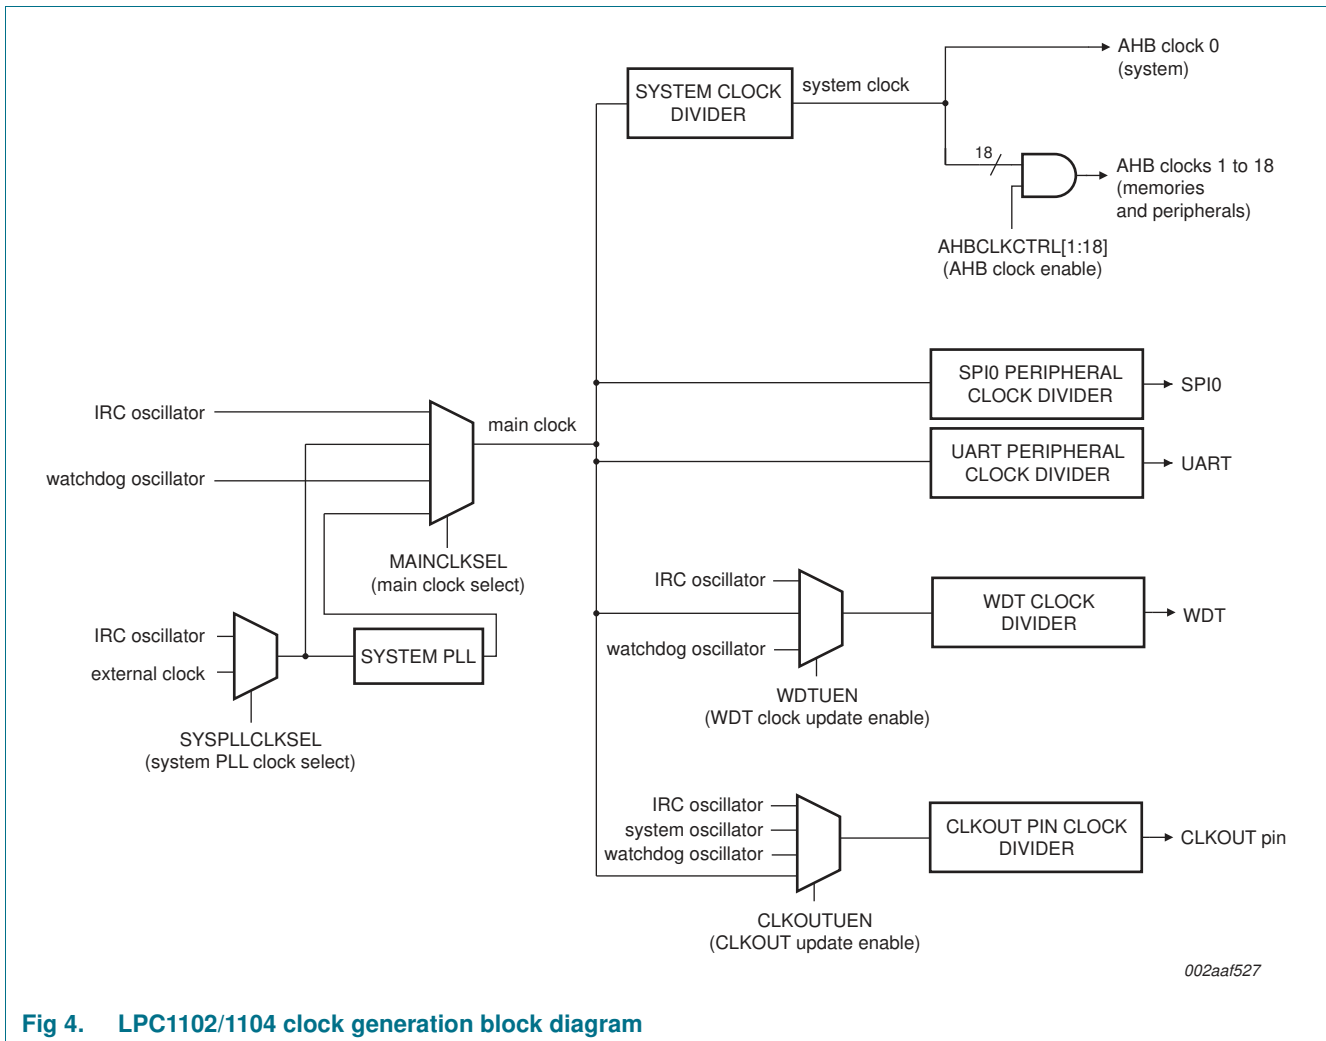 AHB clock 0
(system)
SYSTEM CLOCK
DIVIDER
system clock
18
AHB clocks 1 to 18
(memories
and peripherals)
AHBCLKCTRL[1:18]
(AHB clock enable)
SPI0 PERIPHERAL
CLOCK DIVIDER
SPI0
IRC oscillator
main clock
UART PERIPHERAL
CLOCK DIVIDER
UART
watchdog oscillator
MAINCLKSEL
(main clock select)
IRC oscillator
WDT CLOCK
DIVIDER
WDT
IRC oscillator
external clock
SYSTEM PLL
watchdog oscillator
WDTUEN
(WDT clock update enable)
SYSPLLCLKSEL
(system PLL clock select)
IRC oscillator
system oscillator
watchdog oscillator
CLKOUT PIN CLOCK
DIVIDER
CLKOUT pin
CLKOUTUEN
(CLKOUT update enable)
002aaf527
Fig 4. LPC1102/1104 clock generation block diagram